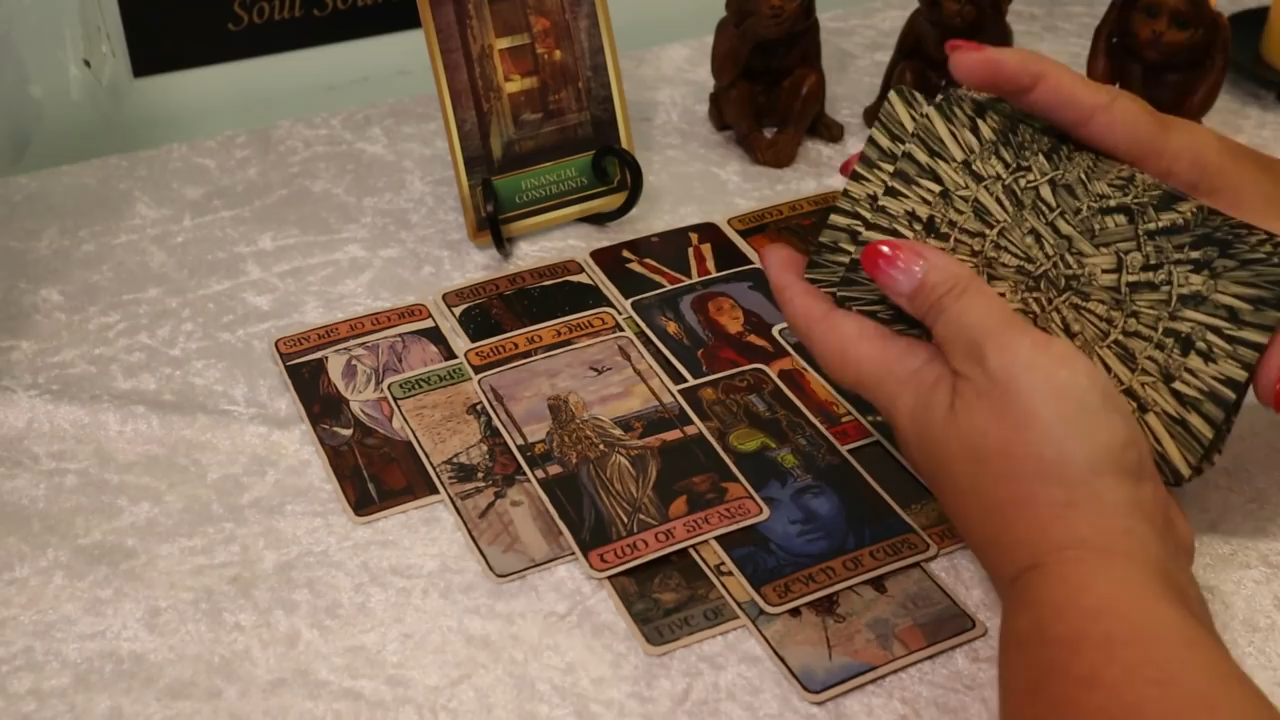 Soul
FINANCIAL
CONSTRAINTS
KING OF CUPS
QUEEN OF SPEARS
THREE OF CUPS
SPEARS
TWO OF SPEARS
SEVEN OF CUPS
FIVE OF